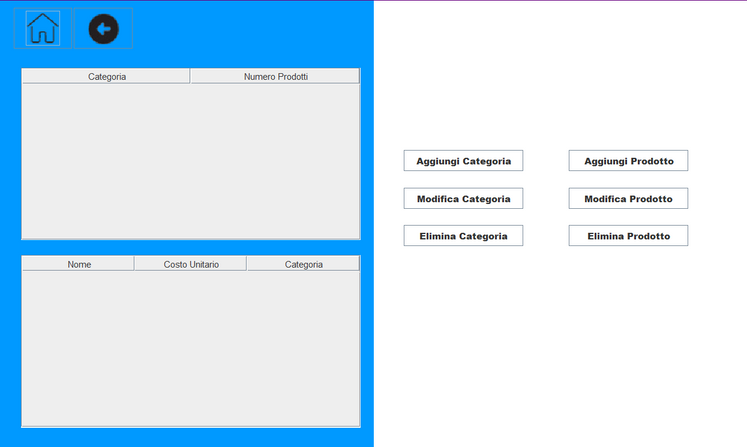 Categoria Numero Prodotti
Nome Costo Unitario Categoria
Aggiungi Categoria Aggiungi Prodotto
Modifica Categoria Modifica Prodotto
Elimina Categoria Elimina Prodotto